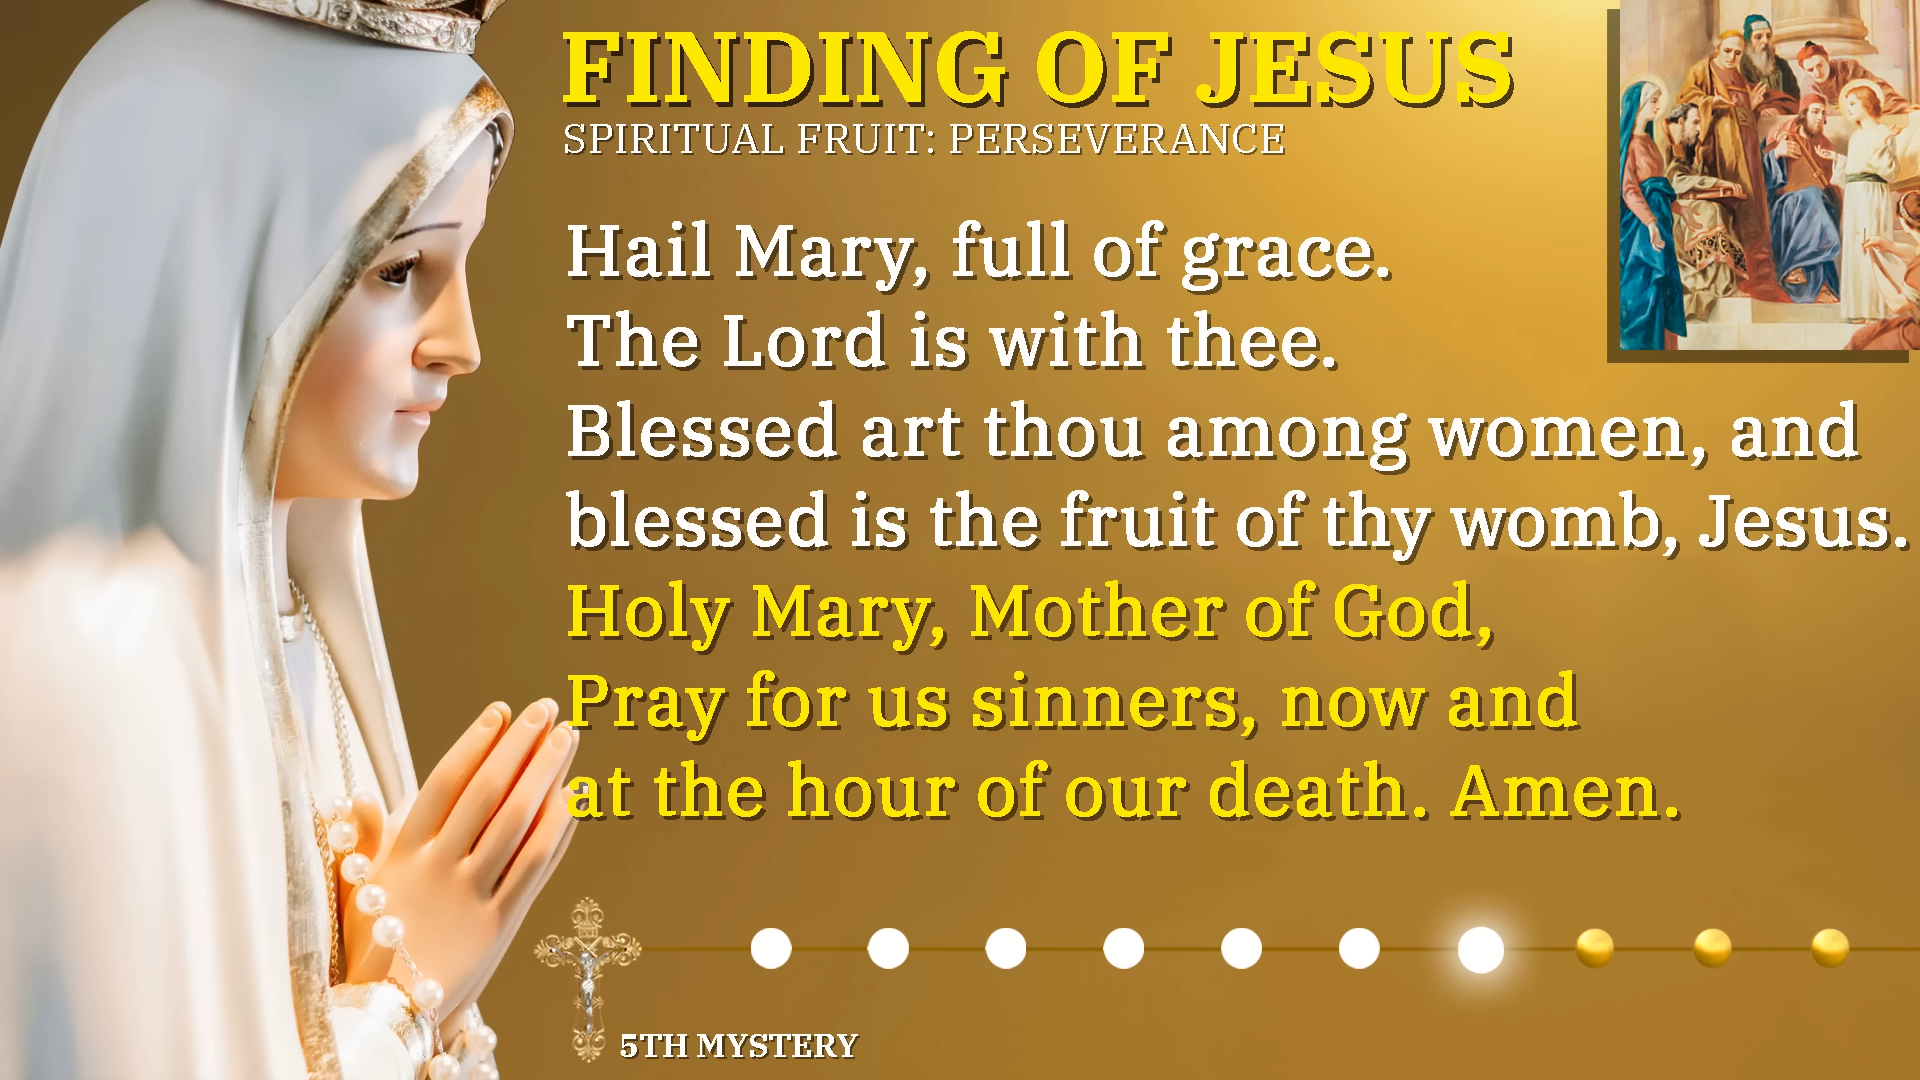 FINDING OF JESUS
SPIRITUAL FRUIT: PERSEVERANCE
Hail Mary, full of grace.
The Lord is with thee.
Blessed art thou among women, and
blessed is the fruit of thy womb, Jesus.
Holy Mary, Mother of God,
Pray for us sinners, now and
at the hour of our death. Amen.
5TH MYSTERY